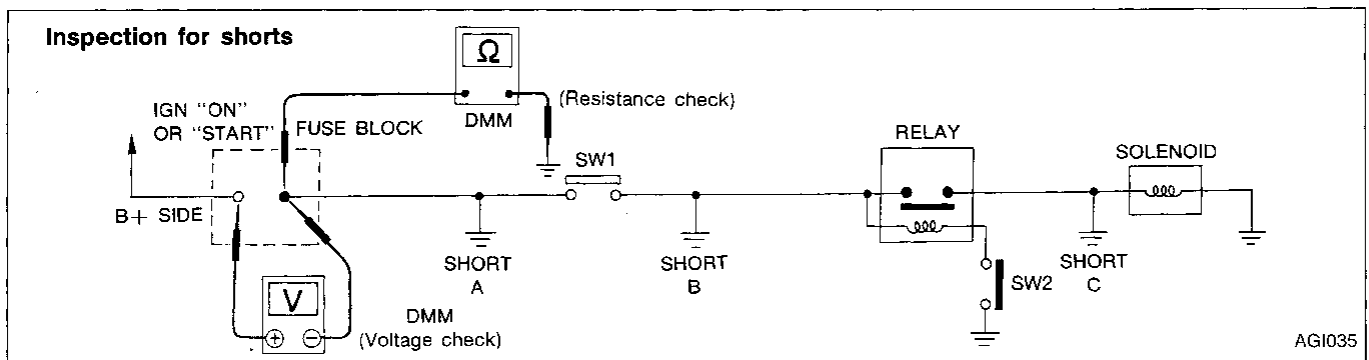 Inspection for shorts
Ω
IGN "ON"
OR "START"
FUSE BLOCK
DMM
(Resistance check)
SW1
RELAY
SOLENOID
B+ SIDE
SHORT
A
SHORT
B
SHORT
C
SW2
V
+ −
DMM
(Voltage check)
AGI035